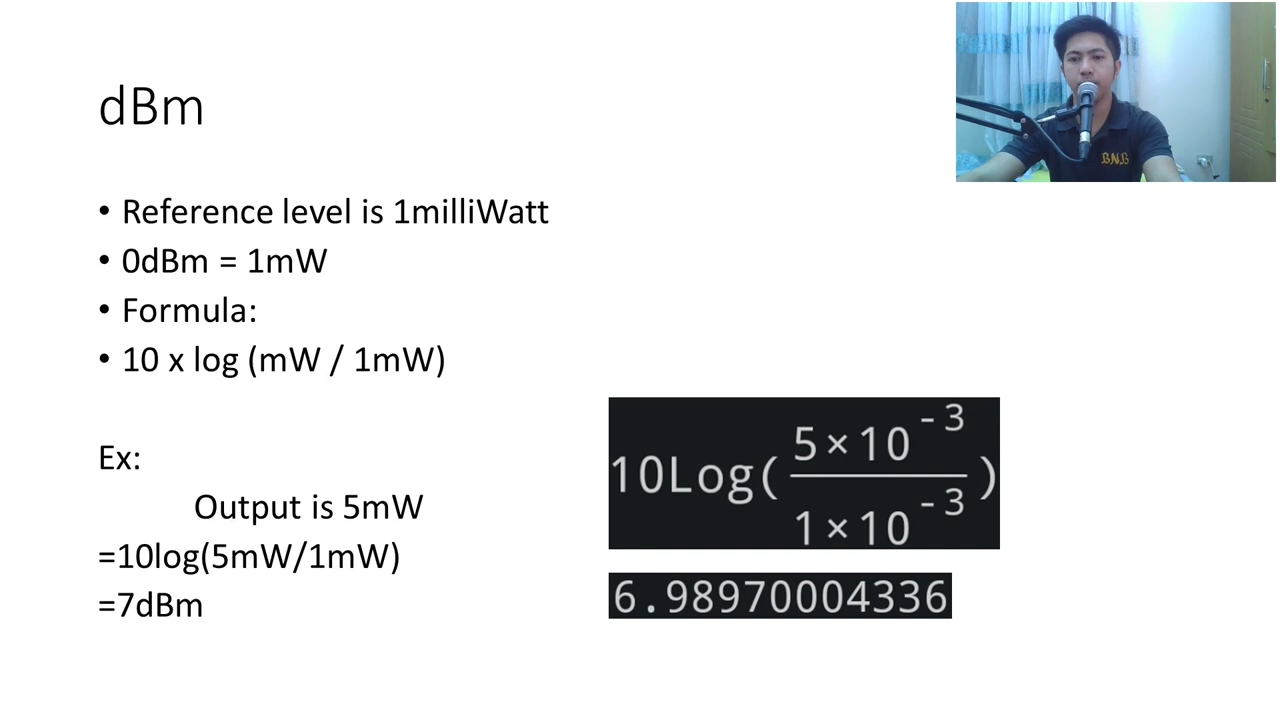 dBm
• Reference level is 1milliWatt
• 0dBm = 1mW
• Formula:
• 10 x log (mW / 1mW)
Ex:
Output is 5mW
=10log(5mW/1mW)
=7dBm
10Log(5×10⁻³/1×10⁻³)
6.98970004336
B.N.B